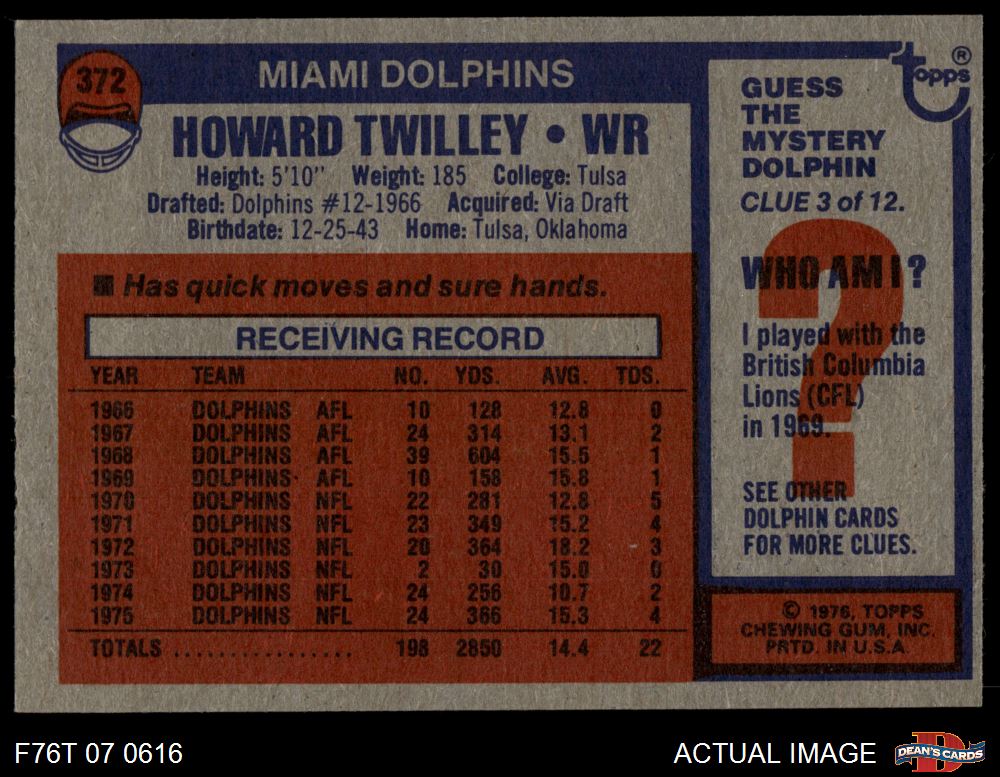 372
MIAMI DOLPHINS
HOWARD TWILLEY • WR
Height: 5'10" Weight: 185 College: Tulsa
Drafted: Dolphins #12-1966 Acquired: Via Draft
Birthdate: 12-25-43 Home: Tulsa, Oklahoma
■ Has quick moves and sure hands.
RECEIVING RECORD
YEAR TEAM NO. YDS. AVG. TDS.
1966 DOLPHINS AFL 10 128 12.8 0
1967 DOLPHINS AFL 24 314 13.1 2
1968 DOLPHINS AFL 39 604 15.5 1
1969 DOLPHINS AFL 10 158 15.8 1
1970 DOLPHINS NFL 22 281 12.8 5
1971 DOLPHINS NFL 23 349 15.2 4
1972 DOLPHINS NFL 20 364 18.2 3
1973 DOLPHINS NFL 2 30 15.0 0
1974 DOLPHINS NFL 24 256 10.7 2
1975 DOLPHINS NFL 24 366 15.3 4
TOTALS ................. 198 2850 14.4 22
topps®
GUESS
THE
MYSTERY
DOLPHIN
CLUE 3 of 12.
?
WHO AM I?
I played with the
British Columbia
Lions (CFL)
in 1969.
SEE OTHER
DOLPHIN CARDS
FOR MORE CLUES.
© 1976, TOPPS
CHEWING GUM, INC.
PRTD. IN U.S.A.
F76T 07 0616
ACTUAL IMAGE
D
DEAN'S CARDS